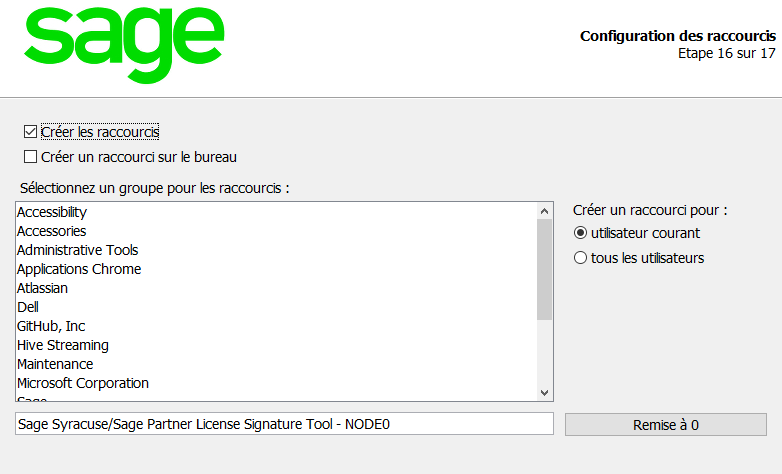 sage
Configuration des raccourcis
Etape 16 sur 17
Créer les raccourcis
Créer un raccourci sur le bureau
Sélectionnez un groupe pour les raccourcis :
Accessibility
Accessories
Administrative Tools
Applications Chrome
Atlassian
Dell
GitHub, Inc
Hive Streaming
Maintenance
Microsoft Corporation
Sage
Créer un raccourci pour :
utilisateur courant
tous les utilisateurs
Sage Syracuse/Sage Partner License Signature Tool - NODE0
Remise à 0